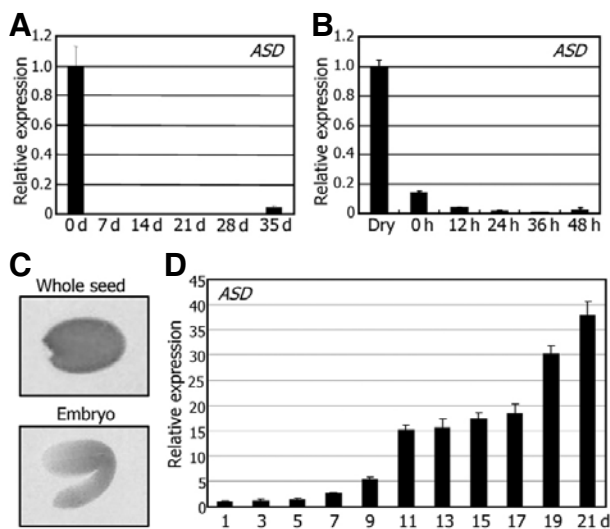 A
Relative expression
1.2
1.0
0.8
0.6
0.4
0.2
0
ASD
0 d 7 d 14 d 21 d 28 d 35 d
B
Relative expression
1.2
1.0
0.8
0.6
0.4
0.2
0
ASD
Dry 0 h 12 h 24 h 36 h 48 h
C
Whole seed
Embryo
D
Relative expression
45
40
35
30
25
20
15
10
5
0
ASD
1 3 5 7 9 11 13 15 17 19 21 d